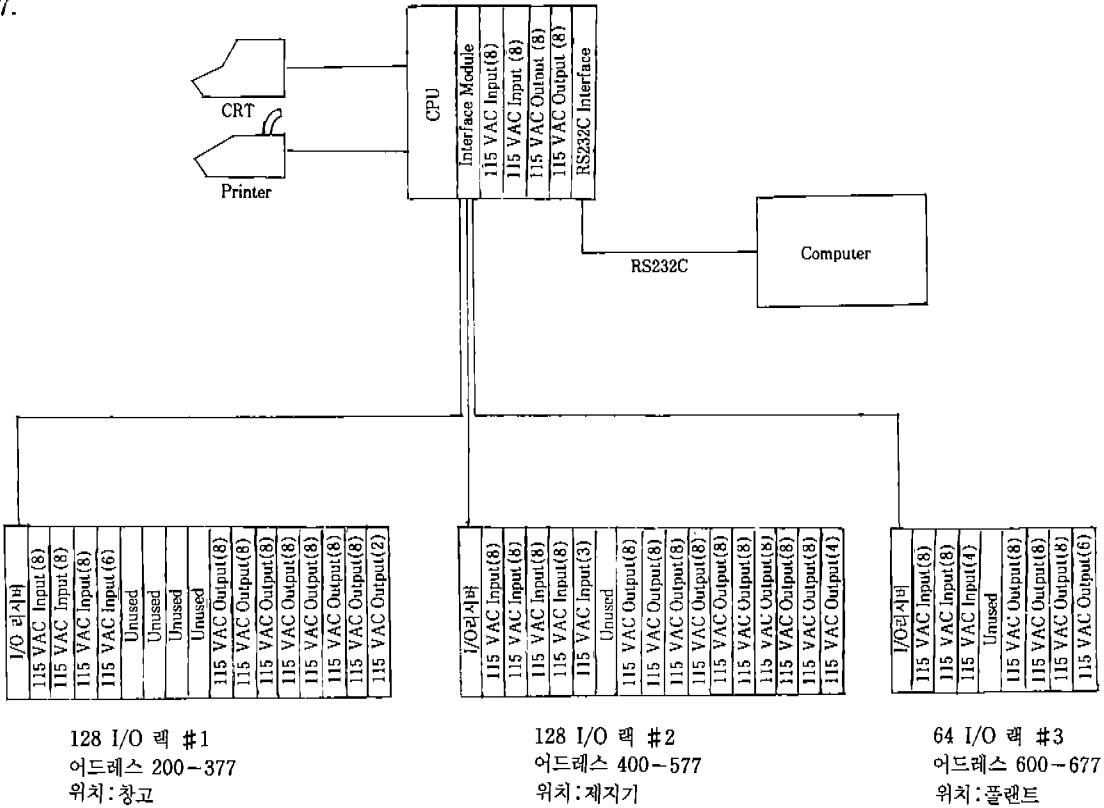 7.
CRT
Printer
CPU
Interface Module
115 VAC Input(8)
115 VAC Input (8)
115 VAC Output (8)
115 VAC Output (8)
RS232C Interface
RS232C
Computer
I/O 리시버
115 VAC Input(8)
115 VAC Input(8)
115 VAC Input(8)
115 VAC Input(6)
Unused
Unused
Unused
Unused
115 VAC Output(8)
115 VAC Output(8)
115 VAC Output(8)
115 VAC Output(8)
115 VAC Output(8)
115 VAC Output(8)
115 VAC Output(8)
115 VAC Output(2)
I/O리시버
115 VAC Input(8)
115 VAC Input(8)
115 VAC Input(8)
115 VAC Input(8)
115 VAC Input(3)
Unused
115 VAC Output(8)
115 VAC Output(8)
115 VAC Output(8)
115 VAC Output(8)
115 VAC Output(8)
115 VAC Output(8)
115 VAC Output(8)
115 VAC Output(8)
115 VAC Output(4)
I/O리시버
115 VAC Input(8)
115 VAC Input(8)
115 VAC Input(4)
Unused
115 VAC Output(8)
115 VAC Output(8)
115 VAC Output(8)
115 VAC Output(6)
128 I/O 랙 #1
어드레스 200-377
위치:창고
128 I/O 랙 #2
어드레스 400-577
위치:제지기
64 I/O 랙 #3
어드레스 600-677
위치:플랜트